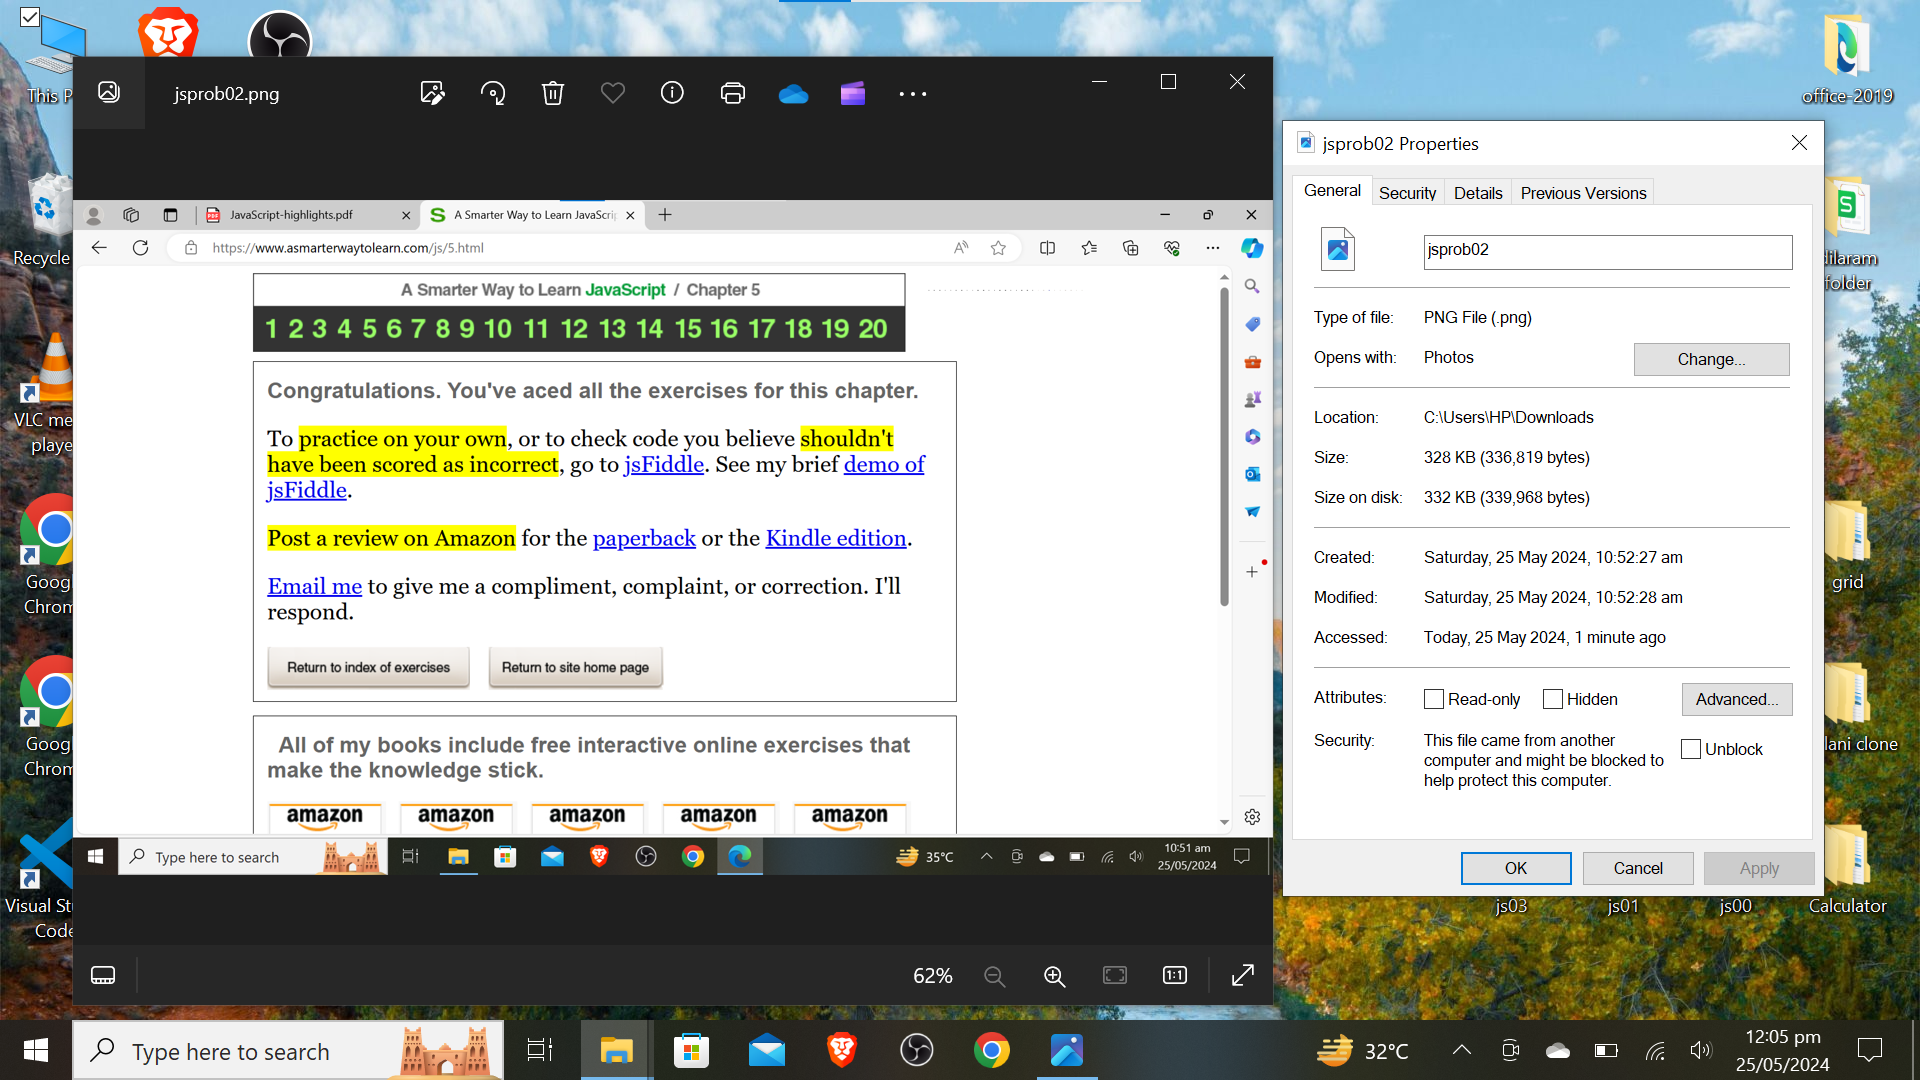 This P
Recycle
VLC me
playe
Goog
Chrom
Goog
Chrom
Visual St
Code
jsprob02.png
JavaScript-highlights.pdf
A Smarter Way to Learn JavaScrip
https://www.asmarterwaytolearn.com/js/5.html
A Smarter Way to Learn JavaScript / Chapter 5
1 2 3 4 5 6 7 8 9 10 11 12 13 14 15 16 17 18 19 20
Congratulations. You've aced all the exercises for this chapter.
To practice on your own, or to check code you believe shouldn't
have been scored as incorrect, go to jsFiddle. See my brief demo of
jsFiddle.
Post a review on Amazon for the paperback or the Kindle edition.
Email me to give me a compliment, complaint, or correction. I'll
respond.
Return to index of exercises Return to site home page
All of my books include free interactive online exercises that
make the knowledge stick.
amazon amazon amazon amazon amazon
Type here to search
35°C
10:51 am
25/05/2024
62%
1:1
jsprob02 Properties
General Security Details Previous Versions
jsprob02
Type of file: PNG File (.png)
Opens with: Photos Change...
Location: C:\Users\HP\Downloads
Size: 328 KB (336,819 bytes)
Size on disk: 332 KB (339,968 bytes)
Created: Saturday, 25 May 2024, 10:52:27 am
Modified: Saturday, 25 May 2024, 10:52:28 am
Accessed: Today, 25 May 2024, 1 minute ago
Attributes: Read-only Hidden Advanced...
Security: This file came from another
computer and might be blocked to
help protect this computer.
Unblock
OK Cancel Apply
office-2019
dilaram
folder
grid
lani clone
js03 js01 js00 Calculator
Type here to search
32°C
12:05 pm
25/05/2024